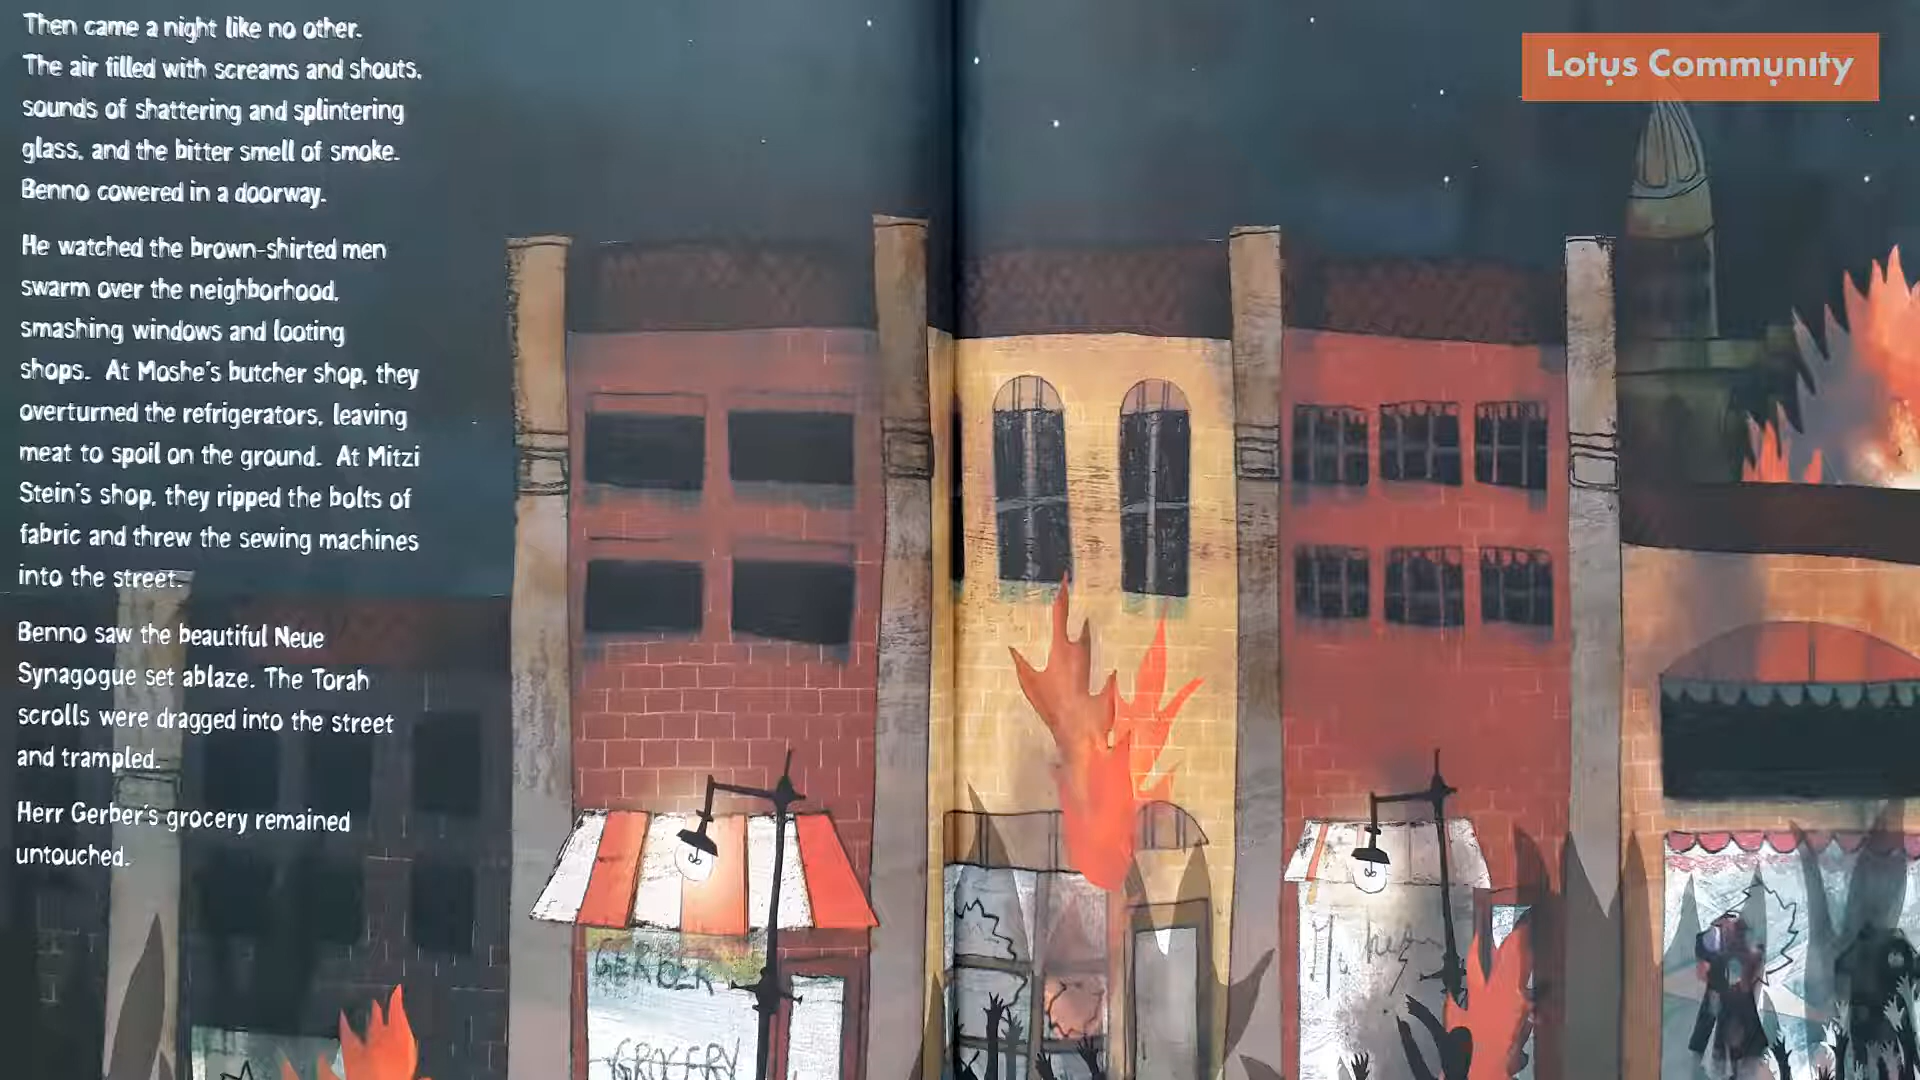 Then came a night like no other.
The air filled with screams and shouts,
sounds of shattering and splintering
glass, and the bitter smell of smoke.
Benno cowered in a doorway.
He watched the brown-shirted men
swarm over the neighborhood,
smashing windows and looting
shops. At Moshe's butcher shop, they
overturned the refrigerators, leaving
meat to spoil on the ground. At Mitzi
Stein's shop, they ripped the bolts of
fabric and threw the sewing machines
into the street.
Benno saw the beautiful Neue
Synagogue set ablaze. The Torah
scrolls were dragged into the street
and trampled.
Herr Gerber's grocery remained
untouched.
GERBER
GROCERY
Lotus Community